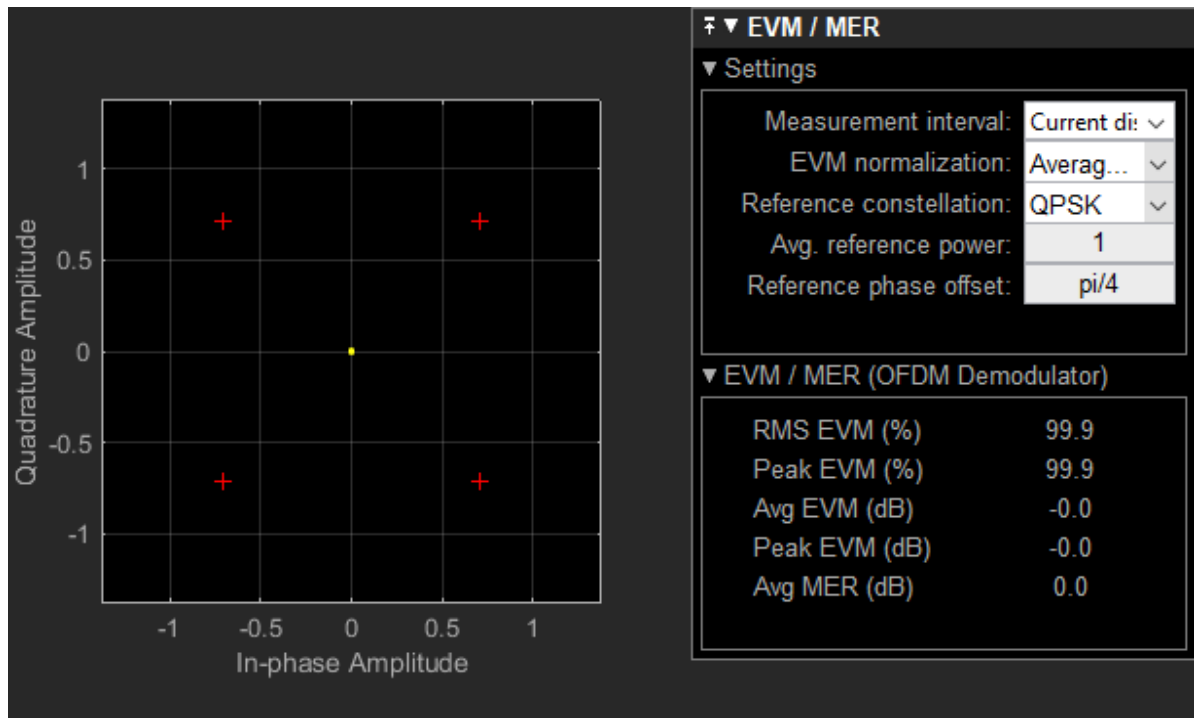 EVM / MER
Settings
Measurement interval: Current di
EVM normalization: Averag...
Reference constellation: QPSK
Avg. reference power: 1
Reference phase offset: pi/4
EVM / MER (OFDM Demodulator)
RMS EVM (%) 99.9
Peak EVM (%) 99.9
Avg EVM (dB) -0.0
Peak EVM (dB) -0.0
Avg MER (dB) 0.0
Quadrature Amplitude
1
0.5
0
-0.5
-1
-1 -0.5 0 0.5 1
In-phase Amplitude